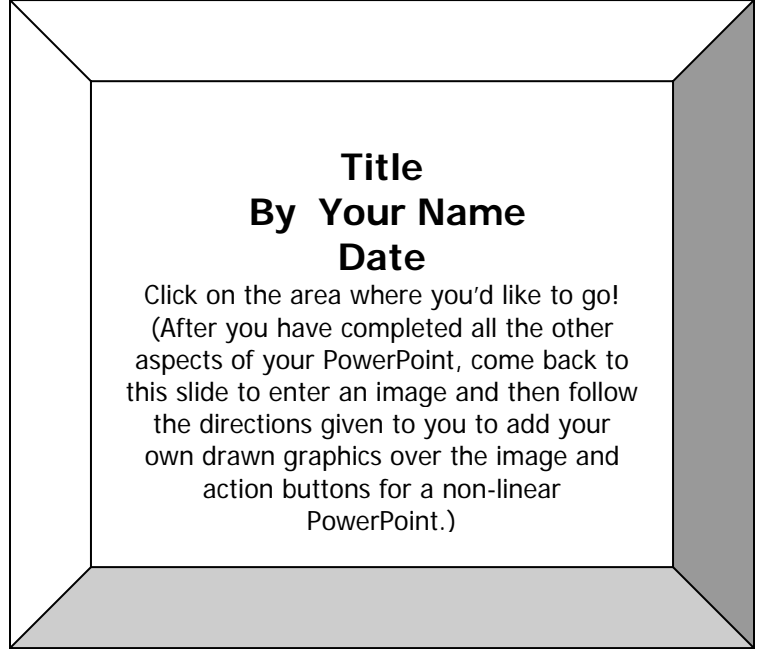 Title
By  Your Name
Date
Click on the area where you’d like to go!
(After you have completed all the other
aspects of your PowerPoint, come back to
this slide to enter an image and then follow
the directions given to you to add your
own drawn graphics over the image and
action buttons for a non-linear
PowerPoint.)